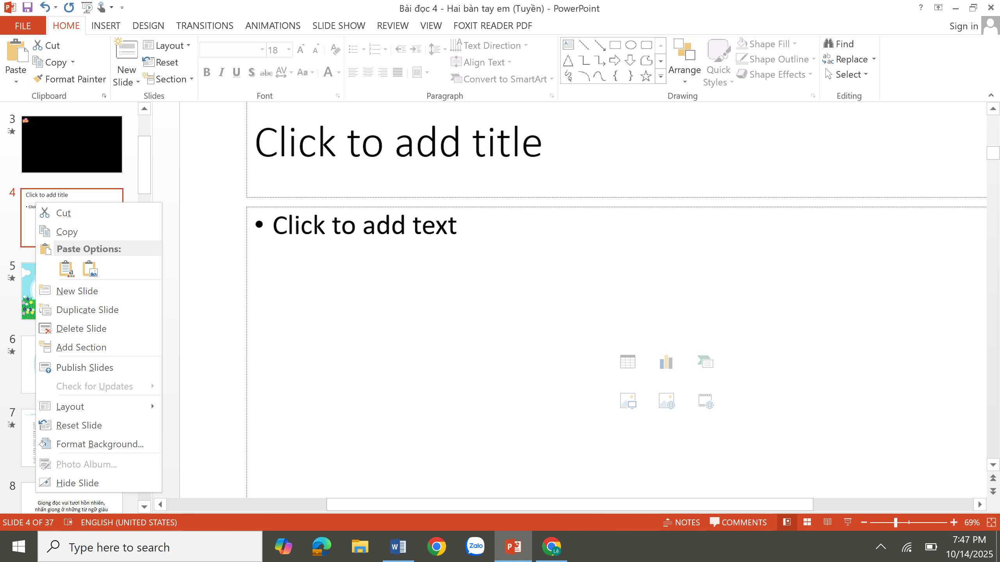 Bài đọc 4 - Hai bàn tay em (Tuyền) - PowerPoint
FILE HOME INSERT DESIGN TRANSITIONS ANIMATIONS SLIDE SHOW REVIEW VIEW FOXIT READER PDF Sign in
Paste
Cut
Copy
Format Painter
Clipboard
New Slide
Layout
Reset
Section
Slides
18
B I U S abc AV Aa A
Font
Text Direction
Align Text
Convert to SmartArt
Paragraph
Arrange
Quick Styles
Shape Fill
Shape Outline
Shape Effects
Drawing
Find
Replace
Select
Editing
3
4
Click to add title
• Click
5
6
7
8
Giọng đọc vui tươi hồn nhiên,
nhấn giọng ở những từ ngữ giàu
Cut
Copy
Paste Options:
New Slide
Duplicate Slide
Delete Slide
Add Section
Publish Slides
Check for Updates
Layout
Reset Slide
Format Background...
Photo Album...
Hide Slide
Click to add title
• Click to add text
SLIDE 4 OF 37 ENGLISH (UNITED STATES) NOTES COMMENTS 69%
Type here to search
Zalo
Lê
7:47 PM
10/14/2025